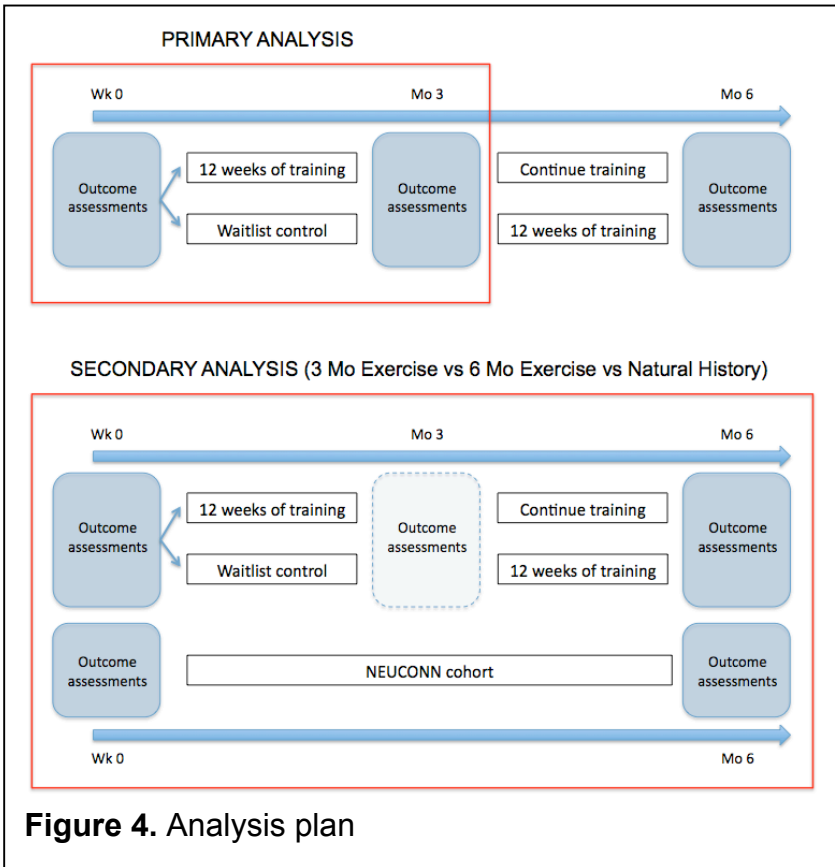 PRIMARY ANALYSIS
Wk 0
Mo 3
Mo 6
Outcome
assessments
12 weeks of training
Waitlist control
Outcome
assessments
Continue training
12 weeks of training
Outcome
assessments
SECONDARY ANALYSIS (3 Mo Exercise vs 6 Mo Exercise vs Natural History)
Wk 0
Mo 3
Mo 6
Outcome
assessments
12 weeks of training
Waitlist control
Outcome
assessments
Continue training
12 weeks of training
Outcome
assessments
Outcome
assessments
NEUCONN cohort
Outcome
assessments
Wk 0
Mo 6
Figure 4. Analysis plan